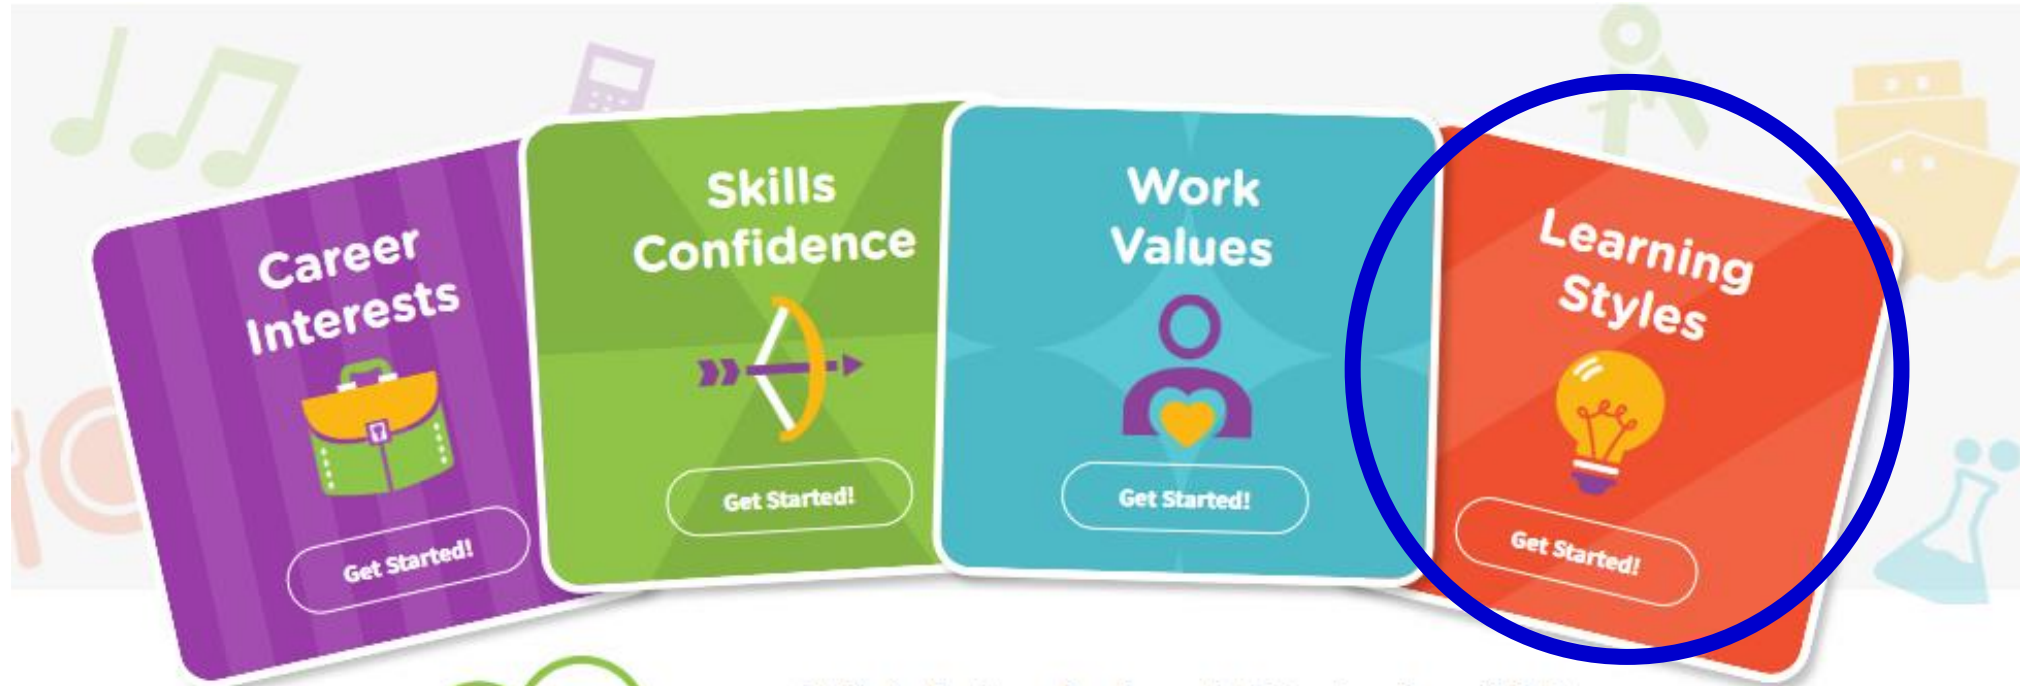 Career
Interests
Get Started!
Skills
Confidence
Get Started!
Work
Values
Get Started!
Learning
Styles
Get Started!